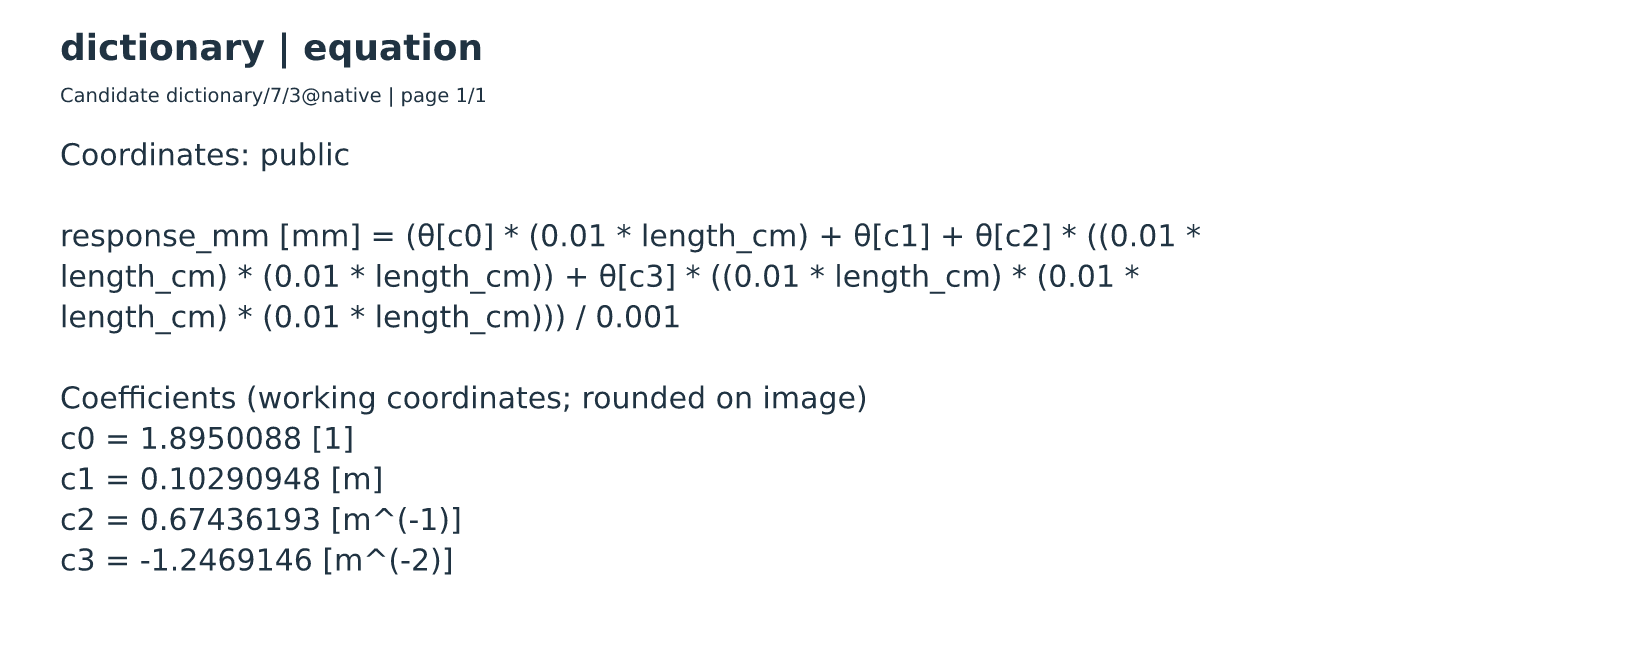 dictionary | equation
Candidate dictionary/7/3@native | page 1/1
Coordinates: public
response_mm [mm] = (θ[c0] * (0.01 * length_cm) + θ[c1] + θ[c2] * ((0.01 *
length_cm) * (0.01 * length_cm)) + θ[c3] * ((0.01 * length_cm) * (0.01 *
length_cm) * (0.01 * length_cm))) / 0.001
Coefficients (working coordinates; rounded on image)
c0 = 1.8950088 [1]
c1 = 0.10290948 [m]
c2 = 0.67436193 [m^(-1)]
c3 = -1.2469146 [m^(-2)]